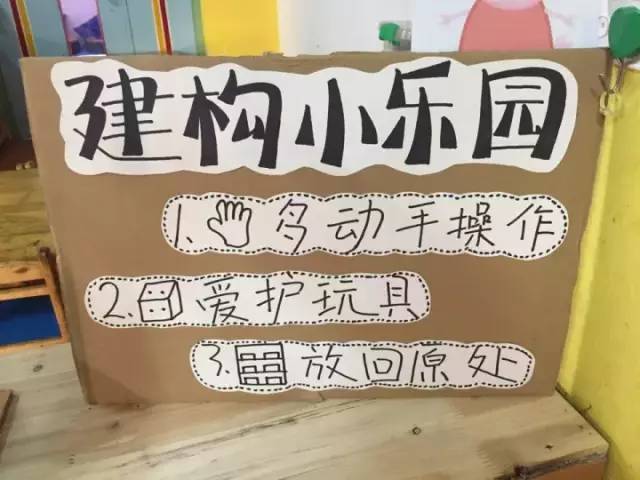 建构小乐园
1. 多动手操作
2. 爱护玩具
3. 放回原处